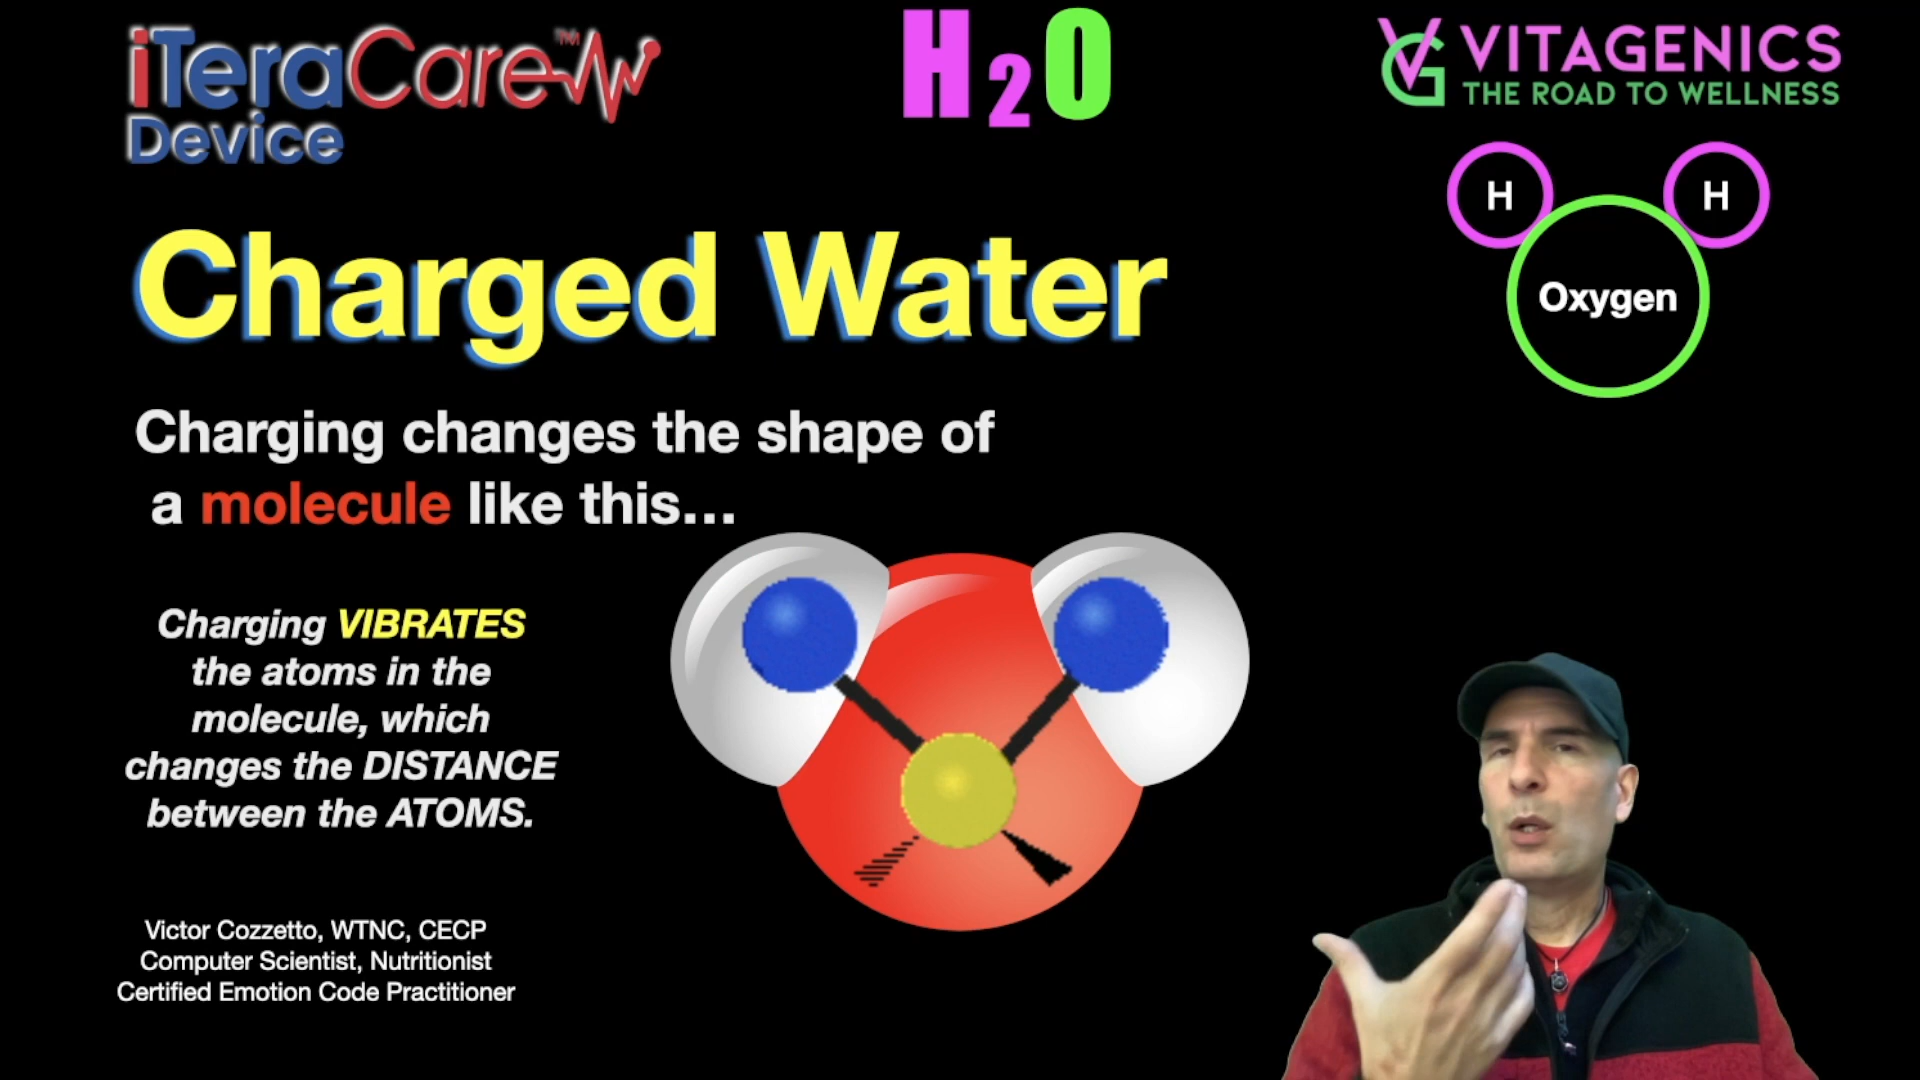 iTeraCare™
Device
H2O
VITAGENICS
THE ROAD TO WELLNESS
H
H
Oxygen
Charged Water
Charging changes the shape of
a molecule like this...
Charging VIBRATES
the atoms in the
molecule, which
changes the DISTANCE
between the ATOMS.
Victor Cozzetto, WTNC, CECP
Computer Scientist, Nutritionist
Certified Emotion Code Practitioner